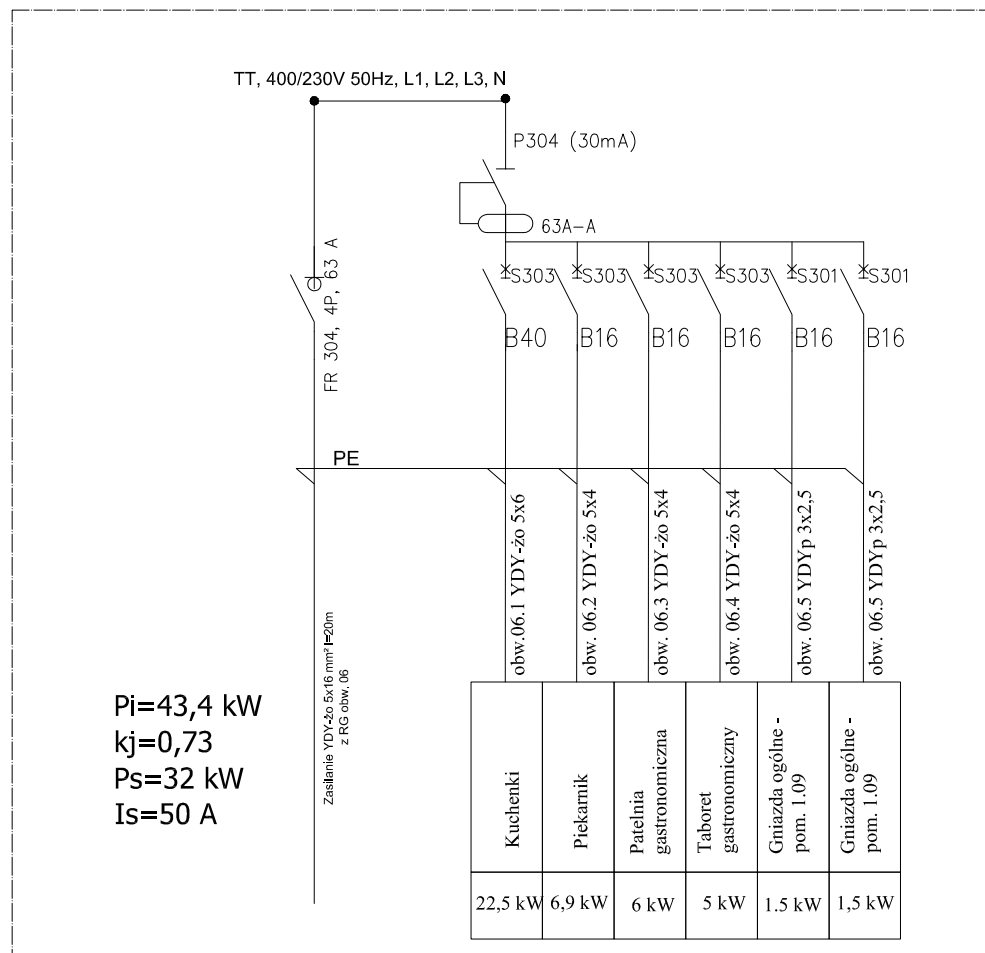 TT, 400/230V 50Hz, L1, L2, L3, N
P304 (30mA)
63A-A
FR 304, 4P, 63 A
S303
S303
S303
S303
S301
S301
B40
B16
B16
B16
B16
B16
PE
obw.06.1 YDY-żo 5x6
obw. 06.2 YDY-żo 5x4
obw. 06.3 YDY-żo 5x4
obw. 06.4 YDY-żo 5x4
obw. 06.5 YDYp 3x2,5
obw. 06.5 YDYp 3x2,5
Zasilanie YDY-żo 5x16 mm² l=20m
z RG obw. 06
Pi=43,4 kW
kj=0,73
Ps=32 kW
Is=50 A
Kuchenki
Piekarnik
Patelnia
gastronomiczna
Taboret
gastronomiczny
Gniazda ogólne -
pom. 1.09
Gniazda ogólne -
pom. 1.09
22,5 kW
6,9 kW
6 kW
5 kW
1.5 kW
1,5 kW